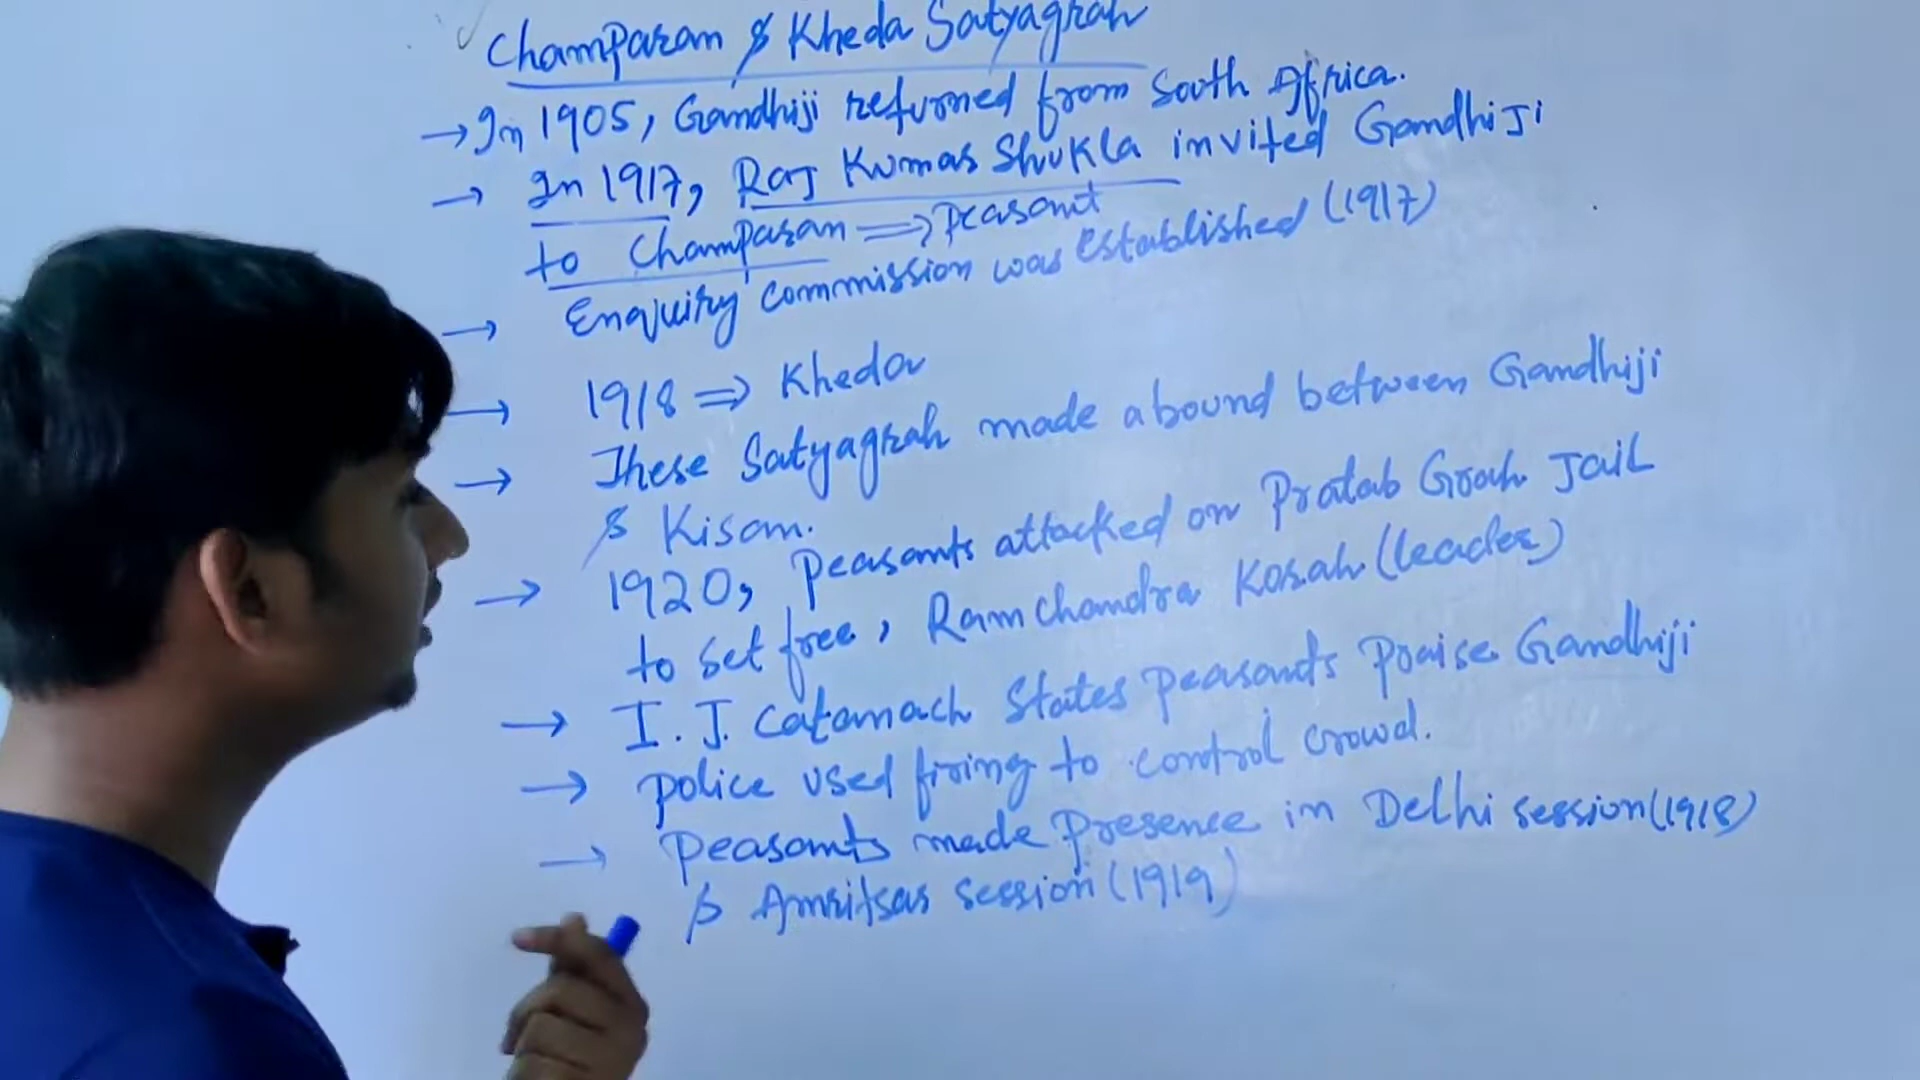 Champaran & Kheda Satyagrah
→ In 1905, Gandhiji returned from South Africa.
→ In 1917, Raj Kumar Shukla invited GandhiJi
to Champaran ⇒ peasant
→ Enquiry commission was established (1917)
→ 1918 ⇒ Kheda
→ These Satyagrah made a bound between Gandhiji
& Kisan.
→ 1920, Peasants attacked on Pratab Grah Jail
to set free, Ramchandra Korah (leader)
→ I. J. Catanach States peasants praise Gandhiji
→ police used firing to control crowd.
→ peasants made presence in Delhi session (1918)
& Amritsar session (1919)